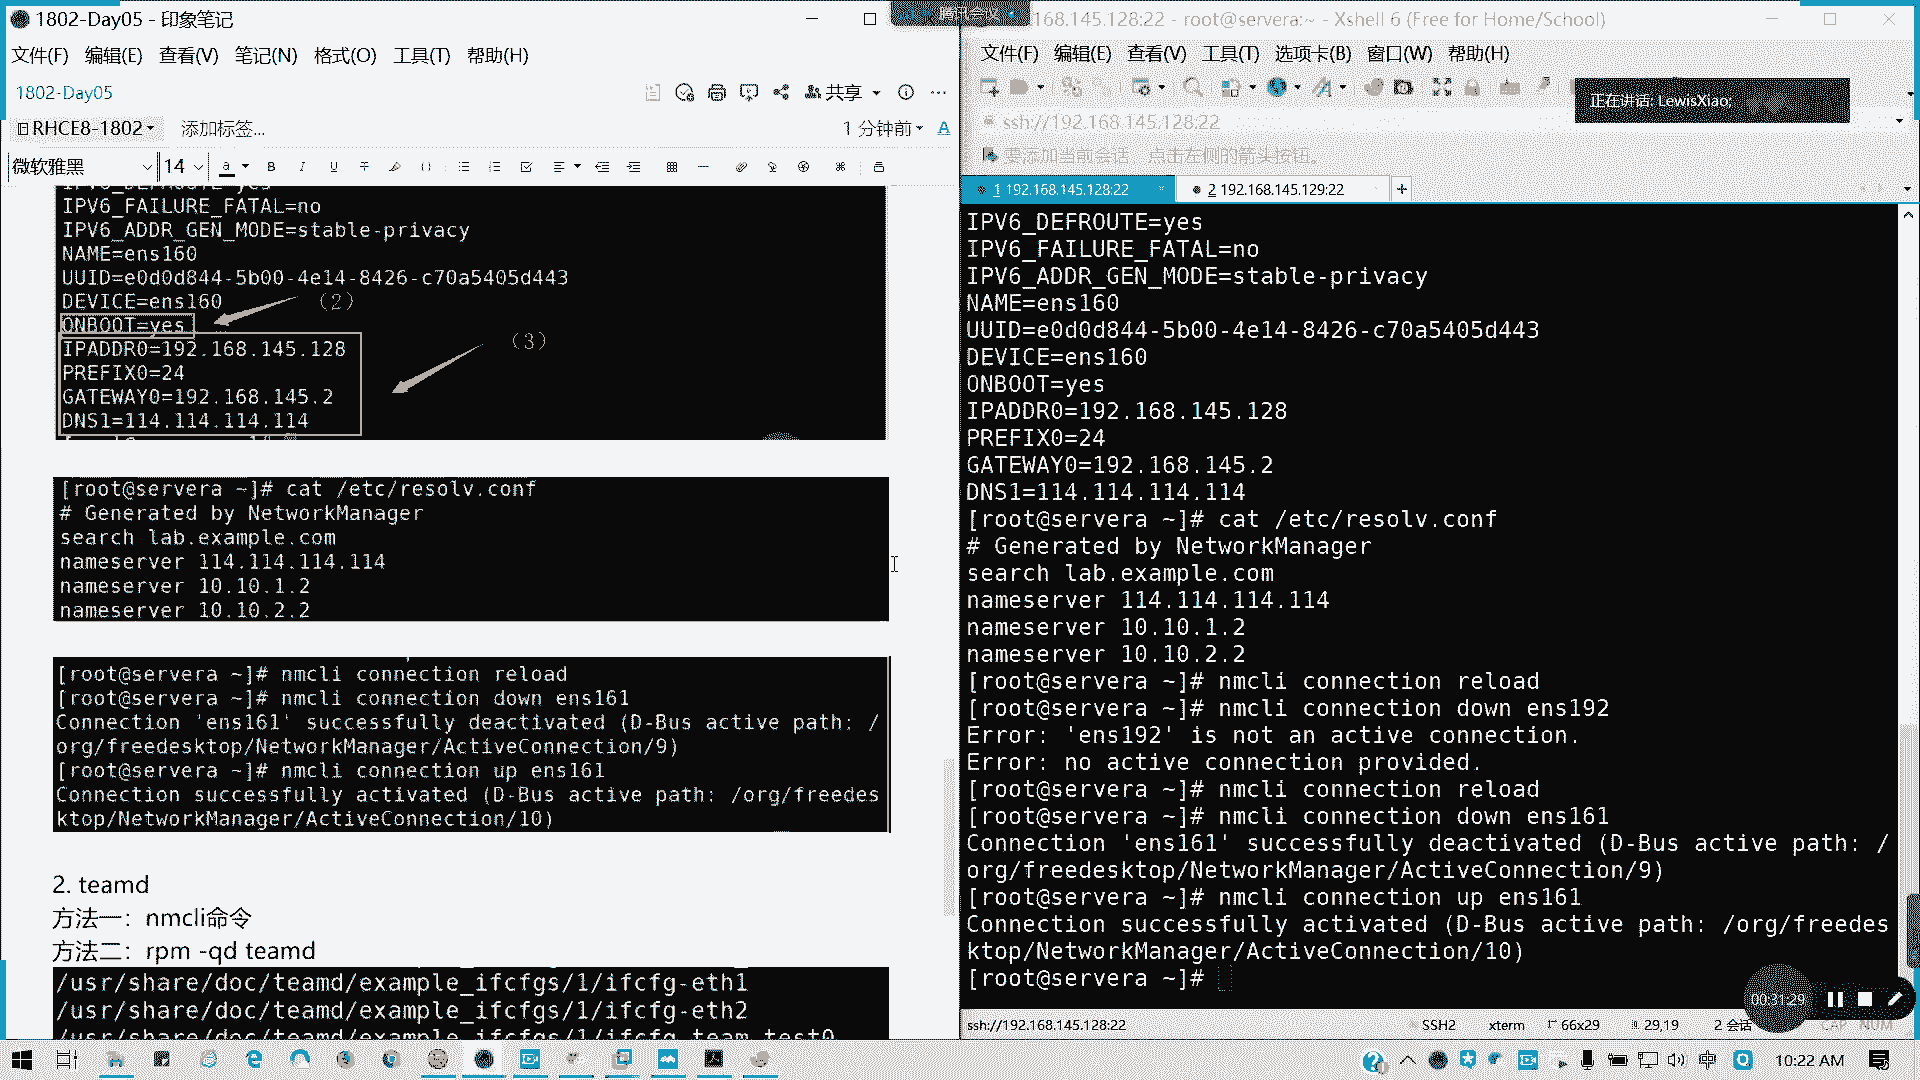 1802-Day05 - 印象笔记
文件(F) 编辑(E) 查看(V) 笔记(N) 格式(O) 工具(T) 帮助(H)
1802-Day05
共享
RHCE8-1802
添加标签...
1 分钟前
微软雅黑
14
IPV6_DEFROUTE=yes
IPV6_FAILURE_FATAL=no
IPV6_ADDR_GEN_MODE=stable-privacy
NAME=ens160
UUID=e0d0d844-5b00-4e14-8426-c70a5405d443
DEVICE=ens160
（2）
ONBOOT=yes
（3）
IPADDR0=192.168.145.128
PREFIX0=24
GATEWAY0=192.168.145.2
DNS1=114.114.114.114
[root@servera ~]# cat /etc/resolv.conf
# Generated by NetworkManager
search lab.example.com
nameserver 114.114.114.114
nameserver 10.10.1.2
nameserver 10.10.2.2
[root@servera ~]# nmcli connection reload
[root@servera ~]# nmcli connection down ens161
Connection 'ens161' successfully deactivated (D-Bus active path: /
org/freedesktop/NetworkManager/ActiveConnection/9)
[root@servera ~]# nmcli connection up ens161
Connection successfully activated (D-Bus active path: /org/freedes
ktop/NetworkManager/ActiveConnection/10)
2. teamd
方法一：nmcli命令
方法二：rpm -qd teamd
/usr/share/doc/teamd/example_ifcfgs/1/ifcfg-eth1
/usr/share/doc/teamd/example_ifcfgs/1/ifcfg-eth2
/usr/share/doc/teamd/example_ifcfgs/1/ifcfg-team_test0
腾讯会议
168.145.128:22 - root@servera:~ - Xshell 6 (Free for Home/School)
文件(F) 编辑(E) 查看(V) 工具(T) 选项卡(B) 窗口(W) 帮助(H)
正在讲话: LewisXiao;
ssh://192.168.145.128:22
要添加当前会话，点击左侧的箭头按钮。
1 192.168.145.128:22
2 192.168.145.129:22
IPV6_DEFROUTE=yes
IPV6_FAILURE_FATAL=no
IPV6_ADDR_GEN_MODE=stable-privacy
NAME=ens160
UUID=e0d0d844-5b00-4e14-8426-c70a5405d443
DEVICE=ens160
ONBOOT=yes
IPADDR0=192.168.145.128
PREFIX0=24
GATEWAY0=192.168.145.2
DNS1=114.114.114.114
[root@servera ~]# cat /etc/resolv.conf
# Generated by NetworkManager
search lab.example.com
nameserver 114.114.114.114
nameserver 10.10.1.2
nameserver 10.10.2.2
[root@servera ~]# nmcli connection reload
[root@servera ~]# nmcli connection down ens192
Error: 'ens192' is not an active connection.
Error: no active connection provided.
[root@servera ~]# nmcli connection reload
[root@servera ~]# nmcli connection down ens161
Connection 'ens161' successfully deactivated (D-Bus active path: /
org/freedesktop/NetworkManager/ActiveConnection/9)
[root@servera ~]# nmcli connection up ens161
Connection successfully activated (D-Bus active path: /org/freedes
ktop/NetworkManager/ActiveConnection/10)
[root@servera ~]#
00:31:29
ssh://192.168.145.128:22
SSH2
xterm
66x29
29,19
2 会话
CAP NUM
中
10:22 AM